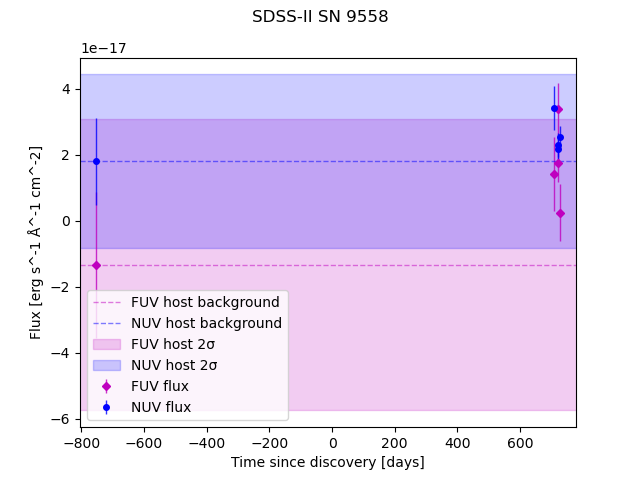 SDSS-II SN 9558
1e−17
4
2
0
−2
−4
−6
Flux [erg s^-1 Å^-1 cm^-2]
FUV host background
NUV host background
FUV host 2σ
NUV host 2σ
FUV flux
NUV flux
−800 −600 −400 −200 0 200 400 600
Time since discovery [days]